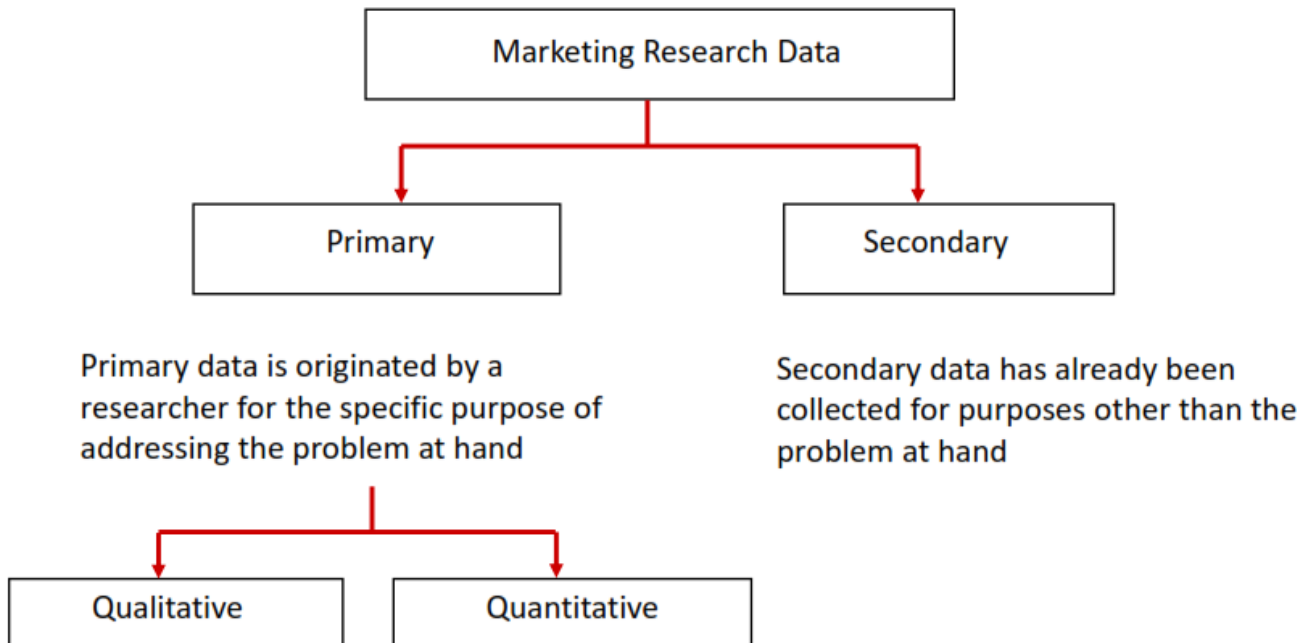 Marketing Research Data
Primary
Secondary
Primary data is originated by a
researcher for the specific purpose of
addressing the problem at hand
Secondary data has already been
collected for purposes other than the
problem at hand
Qualitative
Quantitative